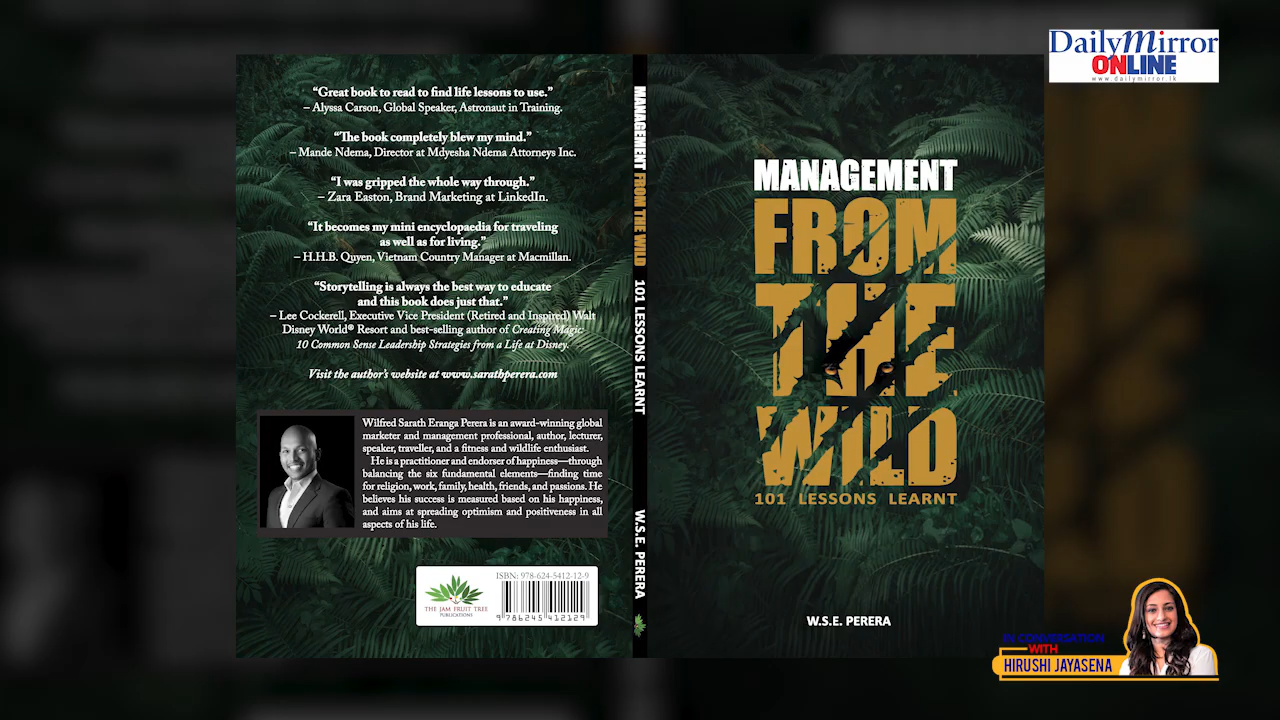 “Great book to read to find life lessons to use.”
– Alyssa Carson, Global Speaker, Astronaut in Training.
“The book completely blew my mind.”
– Mande Ndema, Director at Mdyesha Ndema Attorneys Inc.
“I was gripped the whole way through.”
– Zara Easton, Brand Marketing at LinkedIn.
“It becomes my mini encyclopaedia for traveling
as well as for living.”
– H.H.B. Quyen, Vietnam Country Manager at Macmillan.
“Storytelling is always the best way to educate
and this book does just that.”
– Lee Cockerell, Executive Vice President (Retired and Inspired) Walt
Disney World® Resort and best-selling author of Creating Magic:
10 Common Sense Leadership Strategies from a Life at Disney.
Visit the author’s website at www.sarathperera.com
Wilfred Sarath Eranga Perera is an award-winning global
marketer and management professional, author, lecturer,
speaker, traveller, and a fitness and wildlife enthusiast.
He is a practitioner and endorser of happiness—through
balancing the six fundamental elements—finding time
for religion, work, family, health, friends, and passions. He
believes his success is measured based on his happiness,
and aims at spreading optimism and positiveness in all
aspects of his life.
THE JAM FRUIT TREE
PUBLICATIONS
ISBN: 978-624-5412-12-9
9 786245 412129
MANAGEMENT FROM THE WILD 101 LESSONS LEARNT W.S.E. PERERA
MANAGEMENT
FROM
THE
WILD
101 LESSONS LEARNT
W.S.E. PERERA
DailyMirror
ONLINE
www.dailymirror.lk
IN CONVERSATION
WITH
HIRUSHI JAYASENA